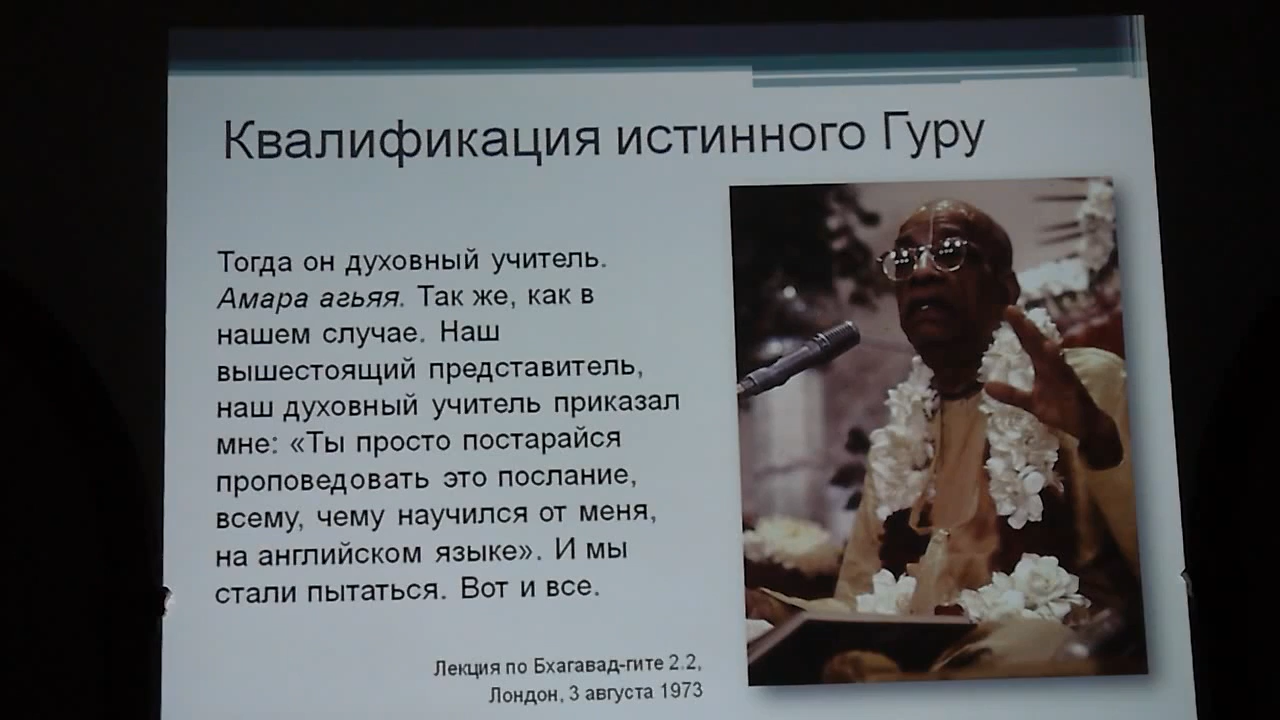 Квалификация истинного Гуру
Тогда он духовный учитель.
Амара агьяя. Так же, как в
нашем случае. Наш
вышестоящий представитель,
наш духовный учитель приказал
мне: «Ты просто постарайся
проповедовать это послание,
всему, чему научился от меня,
на английском языке». И мы
стали пытаться. Вот и все.
Лекция по Бхагавад-гите 2.2,
Лондон, 3 августа 1973